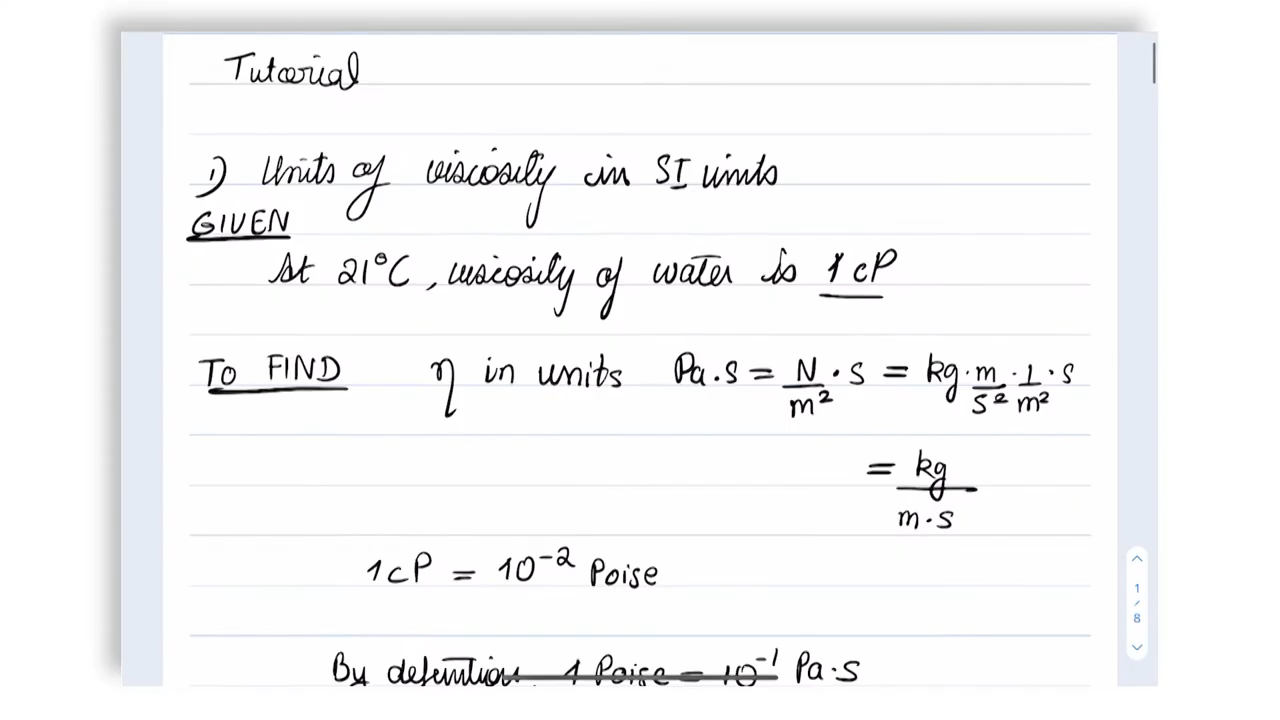 Tutorial
1) Units of viscosity in SI units
GIVEN
At 21°C, viscosity of water is 1 cP
TO FIND η in units Pa.s = N/m² · s = kg · m/s² · 1/m² · s
= kg/m·s
1cP = 10⁻² Poise
By definition, 1 Poise = 10⁻¹ Pa·s
1
/
8